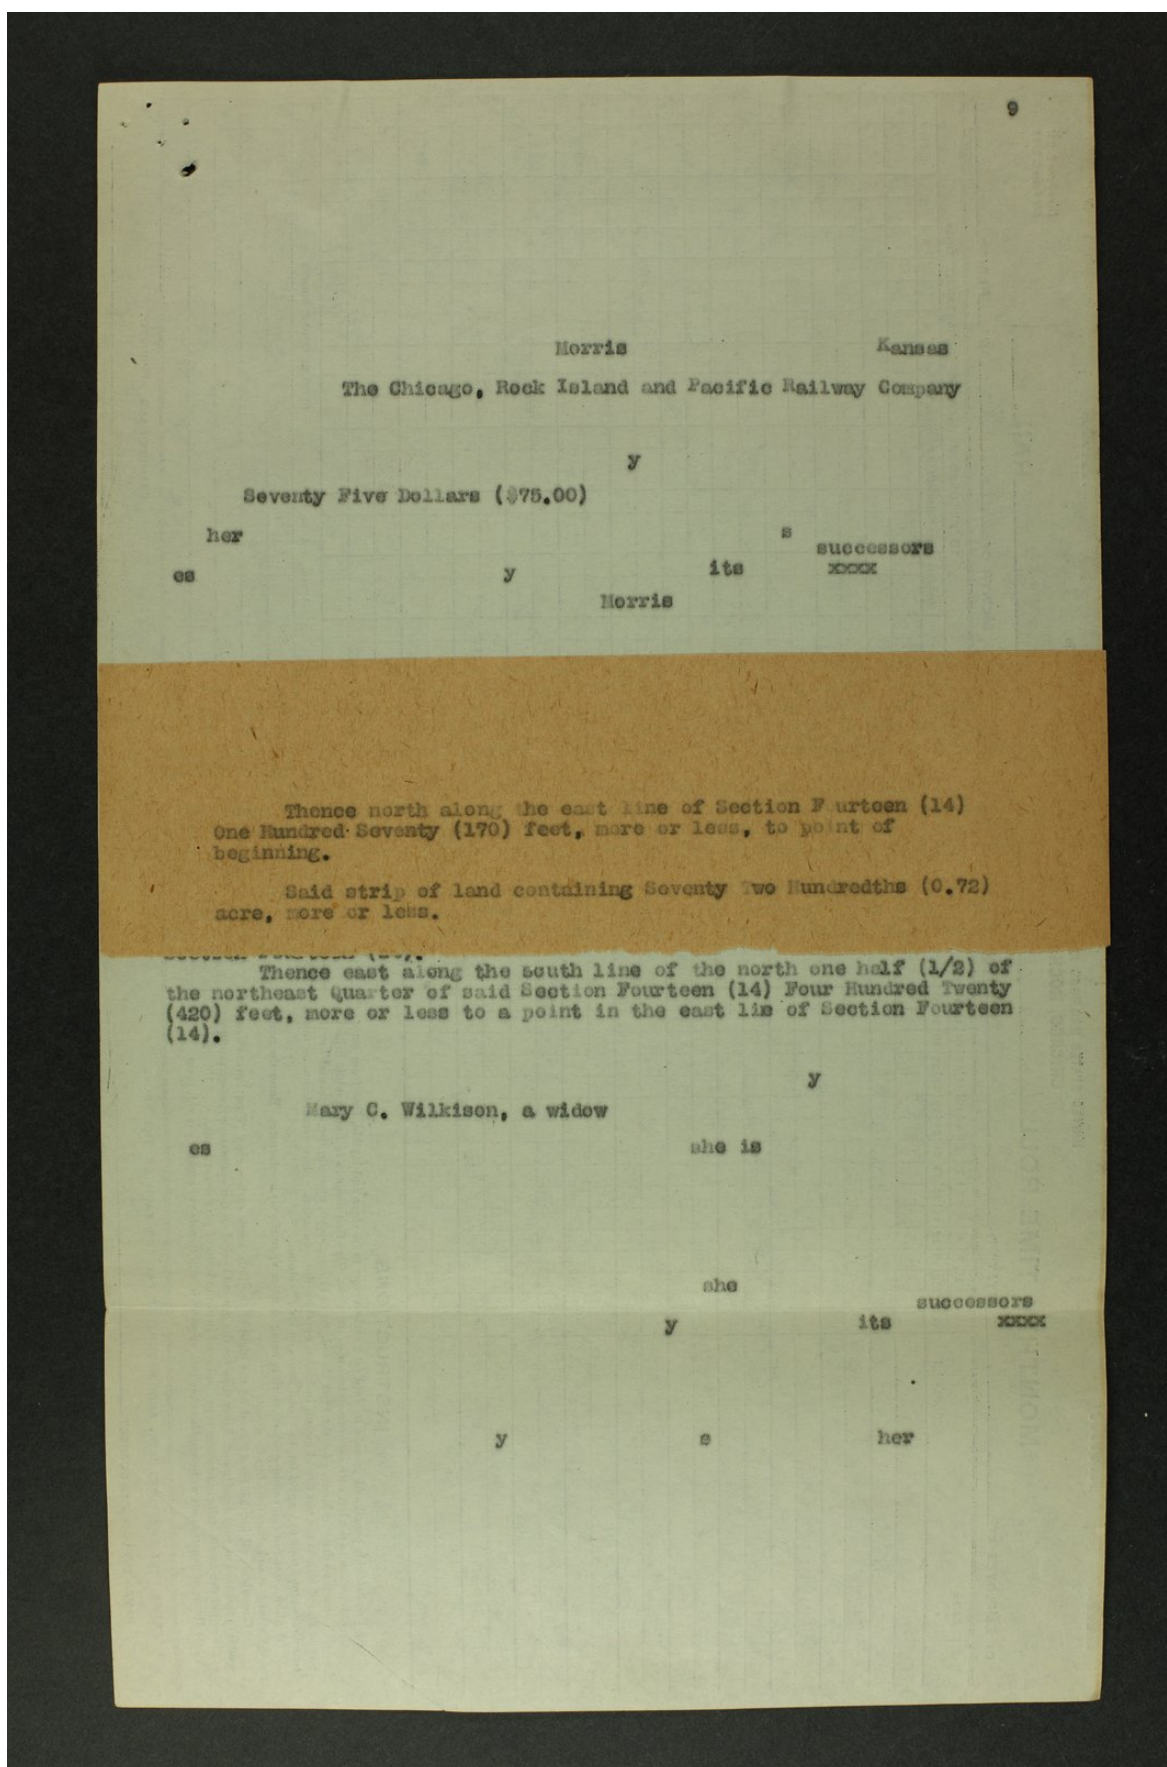 9
Morris Kansas
The Chicago, Rock Island and Pacific Railway Company
y
Seventy Five Dollars ($75.00)
her s
successors
es y its xxxx
Morris
Thence north along the east line of Section F urteen (14)
One Hundred Seventy (170) feet, more or less, to point of
beginning.
Said strip of land containing Seventy Two Hundredths (0.72)
acre, more or less.
Thence east along the south line of the north one half (1/2) of
the northeast Quarter of said Section Fourteen (14) Four Hundred Twenty
(420) feet, more or less to a point in the east line of Section Fourteen
(14).
y
Mary C. Wilkison, a widow
es she is
she
successors
y its xxxx
y s her